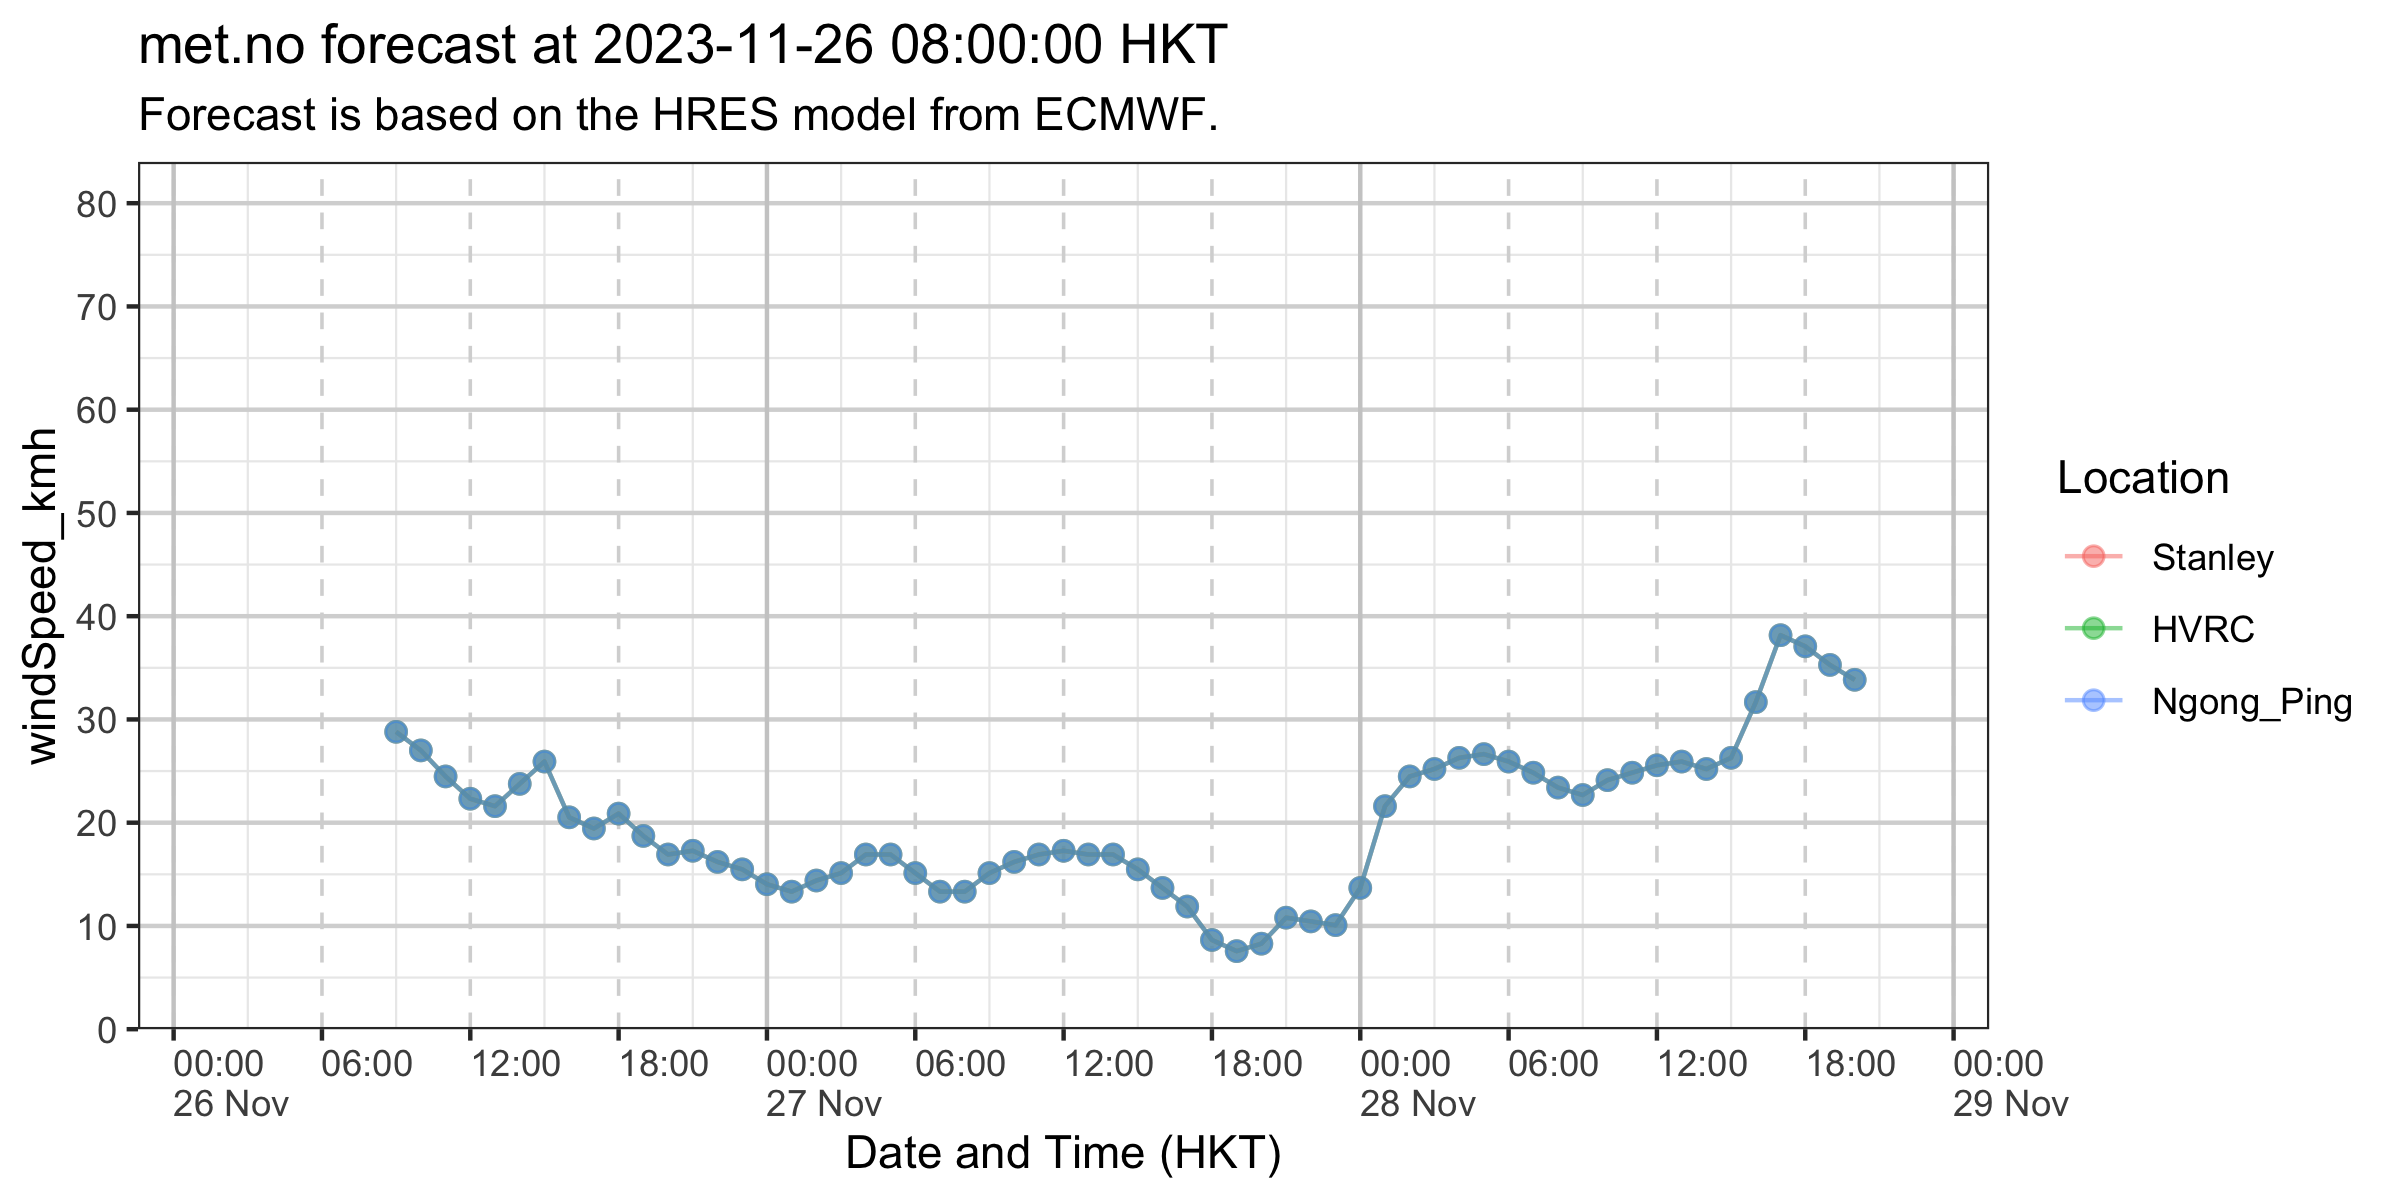 met.no forecast at 2023-11-26 08:00:00 HKT
Forecast is based on the HRES model from ECMWF.
windSpeed_kmh
80
70
60
50
40
30
20
10
0
00:00 06:00 12:00 18:00 00:00 06:00 12:00 18:00 00:00 06:00 12:00 18:00 00:00
26 Nov 27 Nov 28 Nov 29 Nov
Date and Time (HKT)
Location
Stanley
HVRC
Ngong_Ping